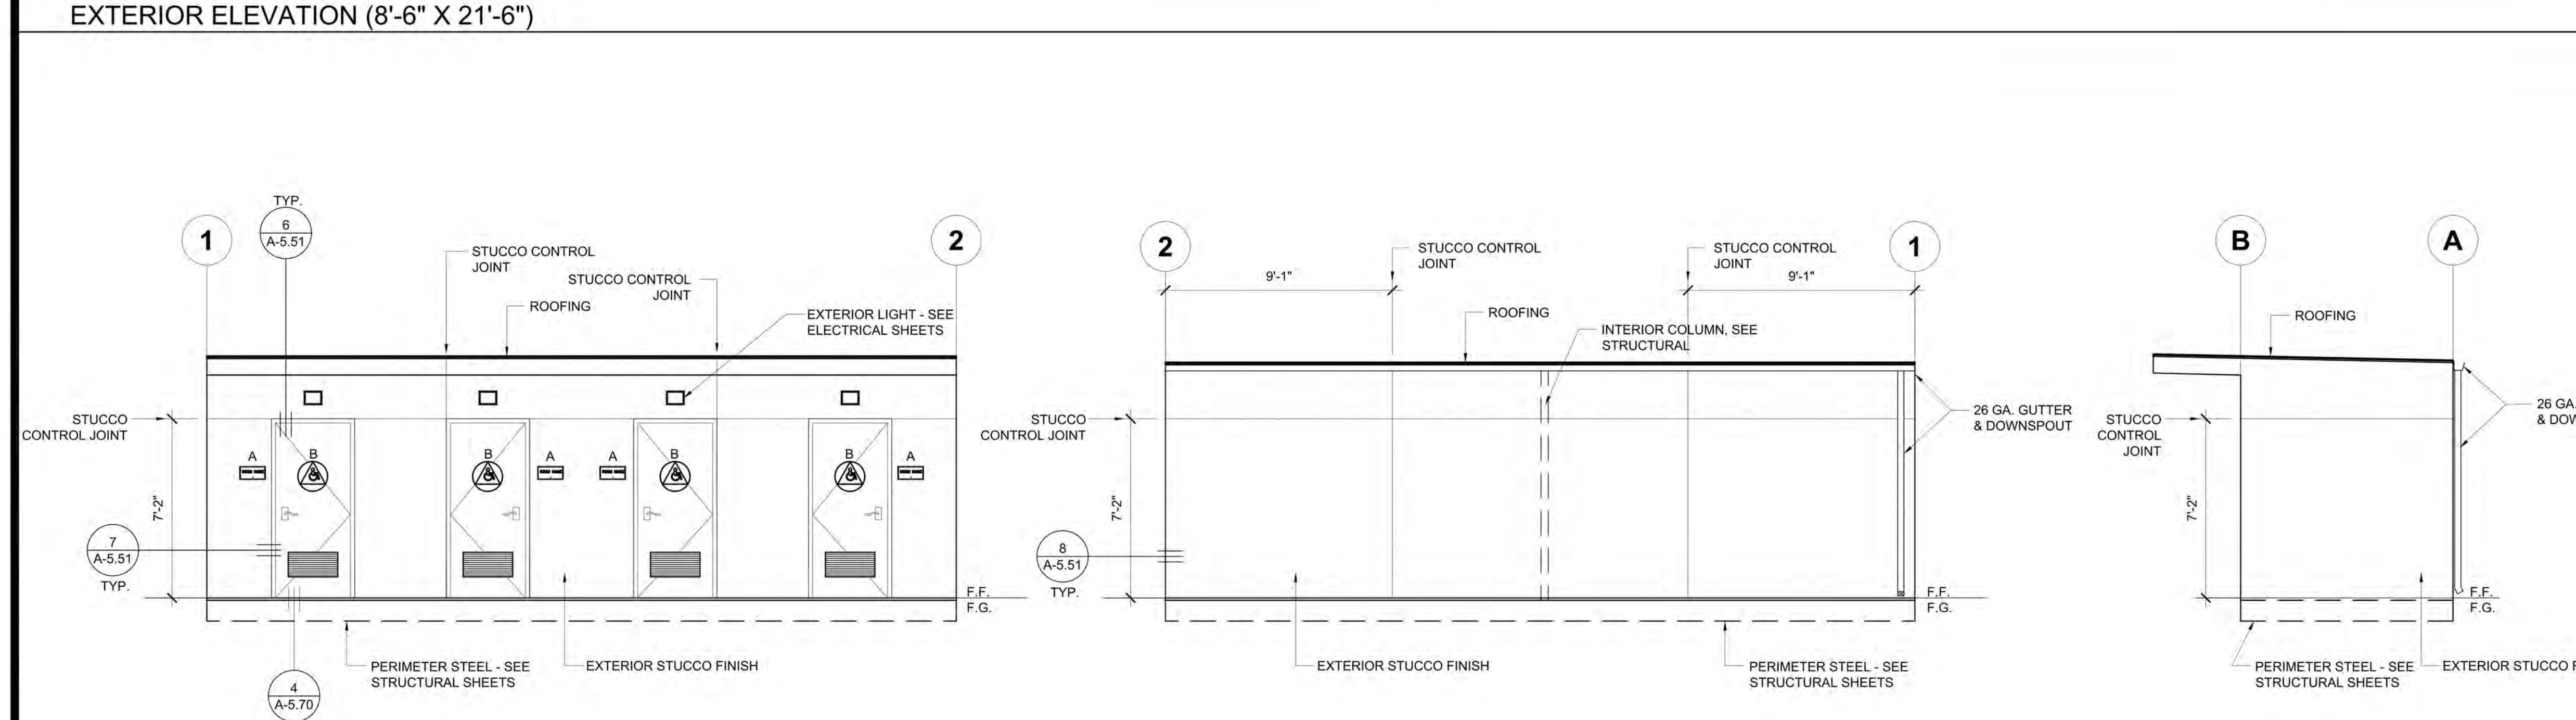 EXTERIOR ELEVATION (8'-6" X 21'-6")
TYP.
6
A-5.51
1
2
STUCCO CONTROL
JOINT
STUCCO CONTROL
JOINT
ROOFING
EXTERIOR LIGHT - SEE
ELECTRICAL SHEETS
STUCCO
CONTROL JOINT
7'-2"
A
B
B
A
A
B
B
A
7
A-5.51
TYP.
F.F.
F.G.
PERIMETER STEEL - SEE
STRUCTURAL SHEETS
EXTERIOR STUCCO FINISH
4
A-5.70
2
1
STUCCO CONTROL
JOINT
STUCCO CONTROL
JOINT
9'-1"
9'-1"
ROOFING
INTERIOR COLUMN, SEE
STRUCTURAL
STUCCO
CONTROL JOINT
26 GA. GUTTER
& DOWNSPOUT
7'-2"
8
A-5.51
TYP.
F.F.
F.G.
EXTERIOR STUCCO FINISH
PERIMETER STEEL - SEE
STRUCTURAL SHEETS
B
A
ROOFING
26 GA.
& DOW
STUCCO
CONTROL
JOINT
7'-2"
F.F.
F.G.
PERIMETER STEEL - SEE
STRUCTURAL SHEETS
EXTERIOR STUCCO